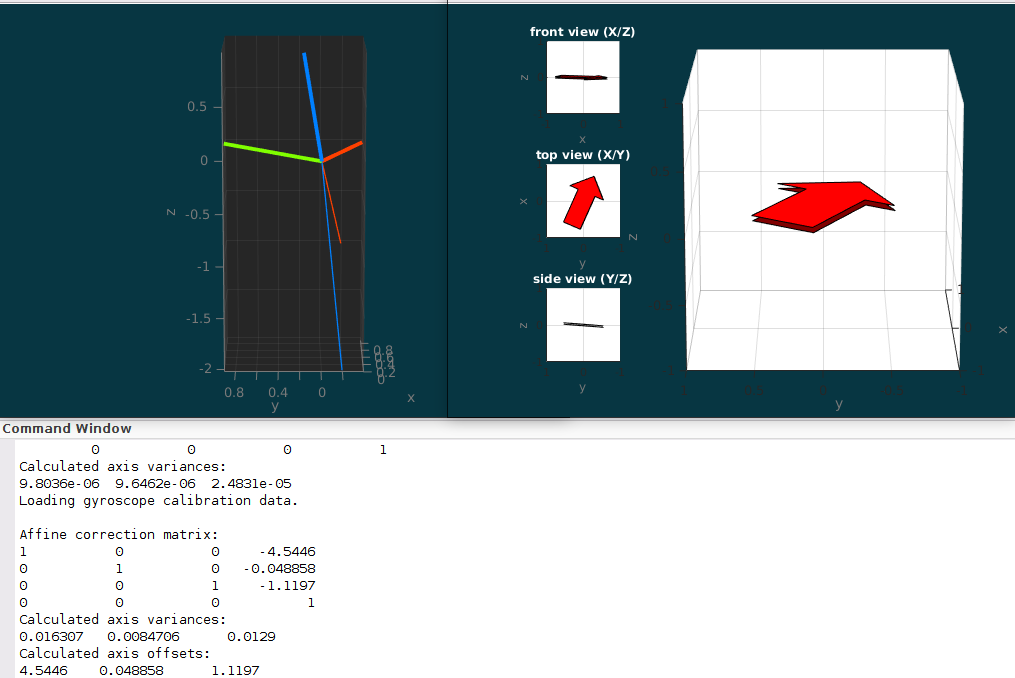 0.5
0
-0.5
-1
-1.5
-2
z
0.8 0.4 0
y
0.8
0.6
0.4
0.2
0
x
front view (X/Z)
z
x
top view (X/Y)
x
y
side view (Y/Z)
z
y
z
x
y
Command Window
0 0 0 1
Calculated axis variances:
9.8036e-06 9.6462e-06 2.4831e-05
Loading gyroscope calibration data.
Affine correction matrix:
1 0 0 -4.5446
0 1 0 -0.048858
0 0 1 -1.1197
0 0 0 1
Calculated axis variances:
0.016307 0.0084706 0.0129
Calculated axis offsets:
4.5446 0.048858 1.1197